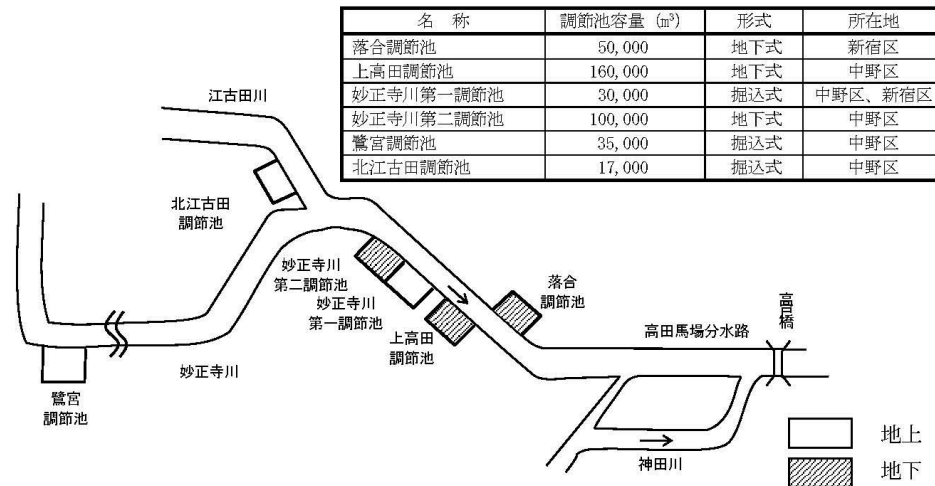 名　称 調節池容量 (m³) 形式 所在地
落合調節池 50,000 地下式 新宿区
上高田調節池 160,000 地下式 中野区
妙正寺川第一調節池 30,000 掘込式 中野区、新宿区
妙正寺川第二調節池 100,000 地下式 中野区
鷺宮調節池 35,000 掘込式 中野区
北江古田調節池 17,000 掘込式 中野区
江古田川
北江古田
調節池
妙正寺川
第二調節池
妙正寺川
第一調節池
上高田
調節池
落合
調節池
高田馬場分水路
高戸橋
妙正寺川
鷺宮
調節池
神田川
地上
地下